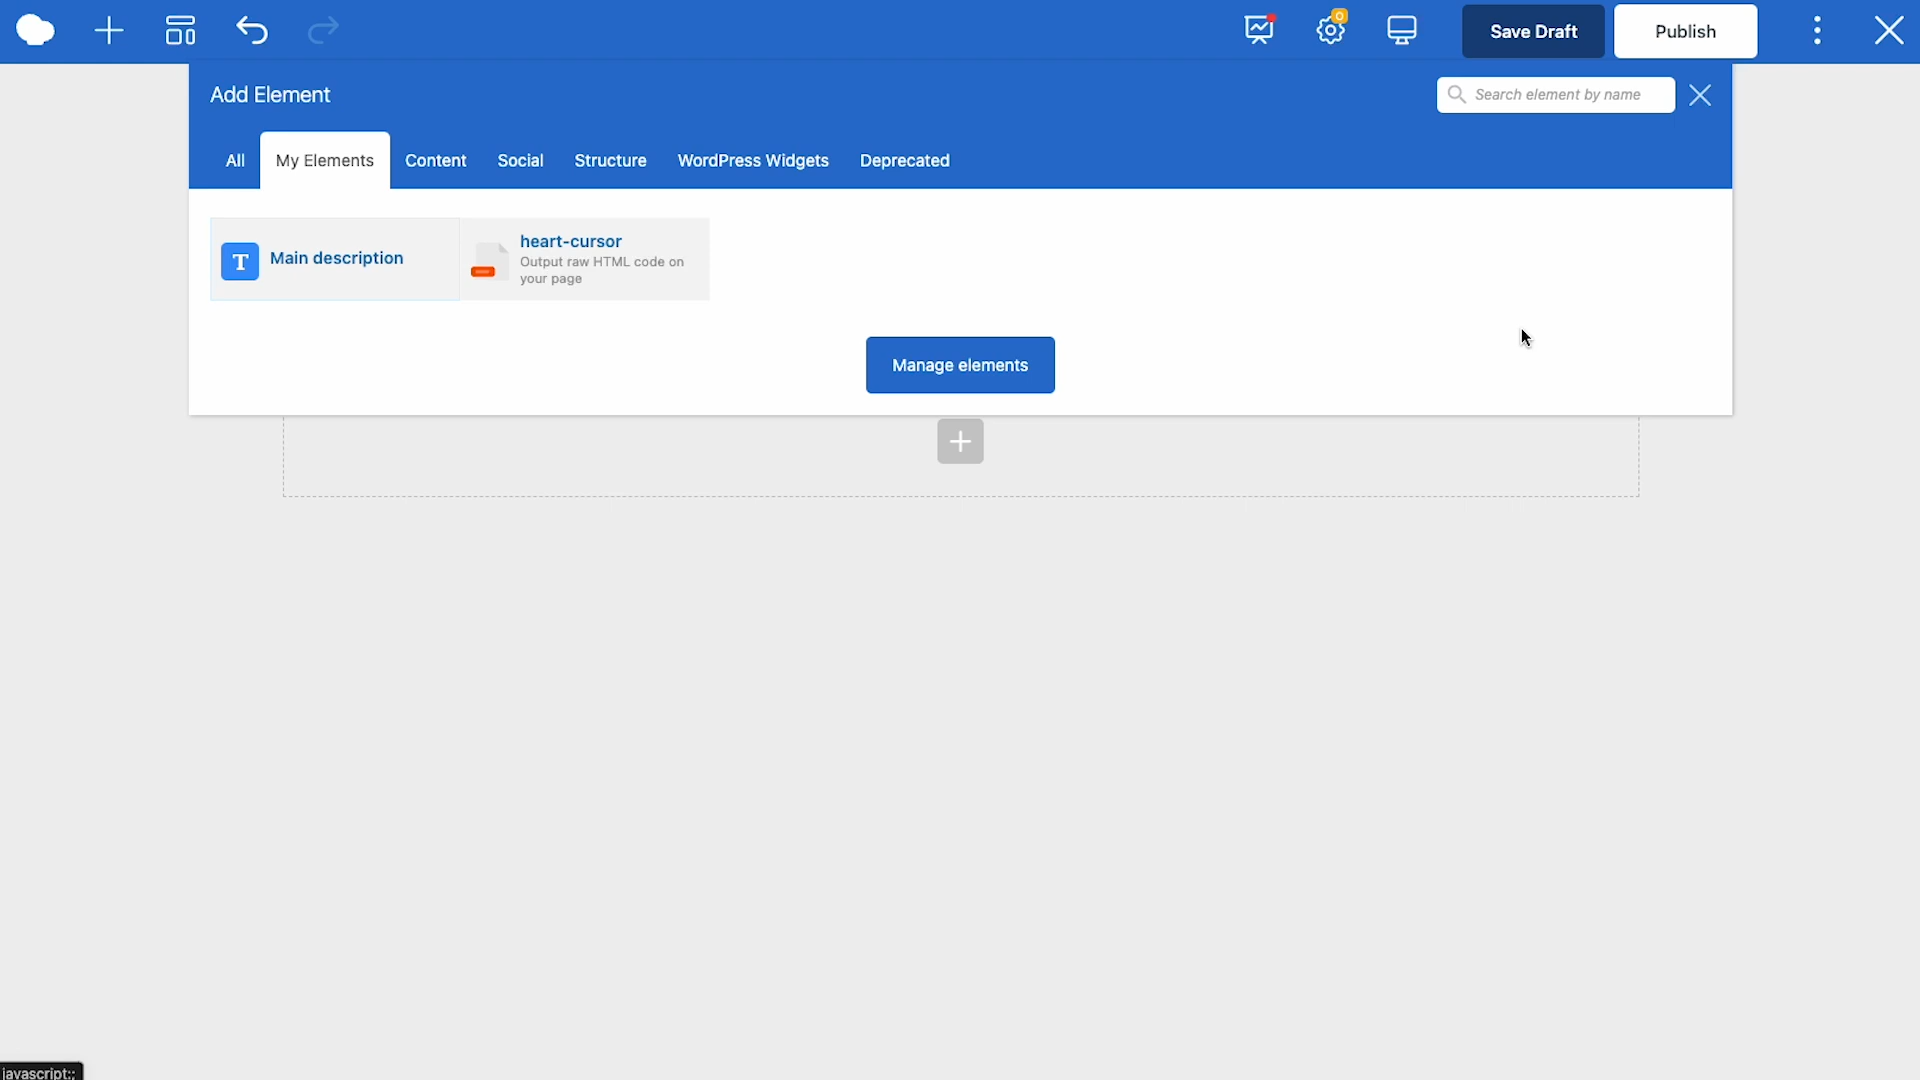 0
Save Draft
Publish
Add Element
Search element by name
All
My Elements
Content
Social
Structure
WordPress Widgets
Deprecated
T
Main description
heart-cursor
Output raw HTML code on
your page
Manage elements
javascript:;